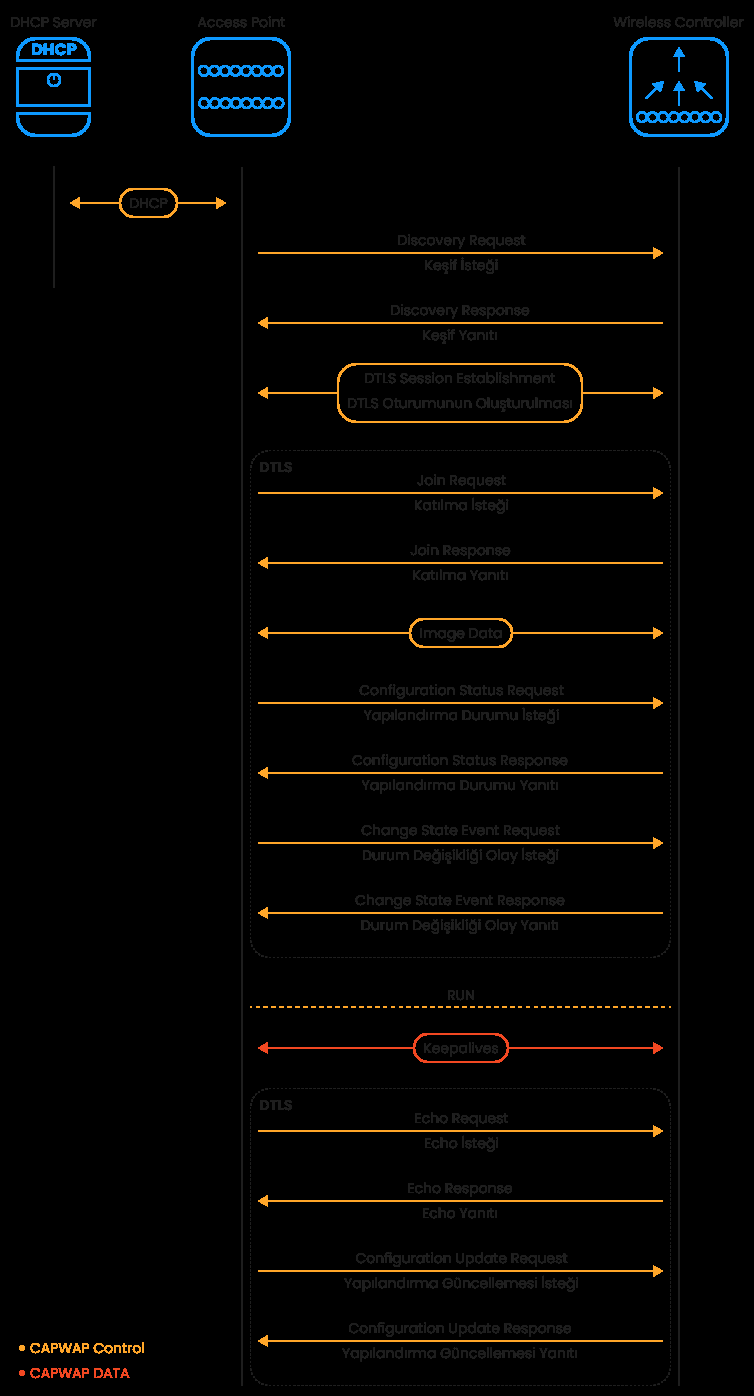 DHCP Server
Access Point
Wireless Controller
DHCP
DHCP
Discovery Request
Keşif İsteği
Discovery Response
Keşif Yanıtı
DTLS Session Establishment
DTLS Oturumunun Oluşturulması
DTLS
Join Request
Katılma İsteği
Join Response
Katılma Yanıtı
Image Data
Configuration Status Request
Yapılandırma Durumu İsteği
Configuration Status Response
Yapılandırma Durumu Yanıtı
Change State Event Request
Durum Değişikliği Olay İsteği
Change State Event Response
Durum Değişikliği Olay Yanıtı
RUN
Keepalives
DTLS
Echo Request
Echo İsteği
Echo Response
Echo Yanıtı
Configuration Update Request
Yapılandırma Güncellemesi İsteği
Configuration Update Response
Yapılandırma Güncellemesi Yanıtı
CAPWAP Control
CAPWAP DATA